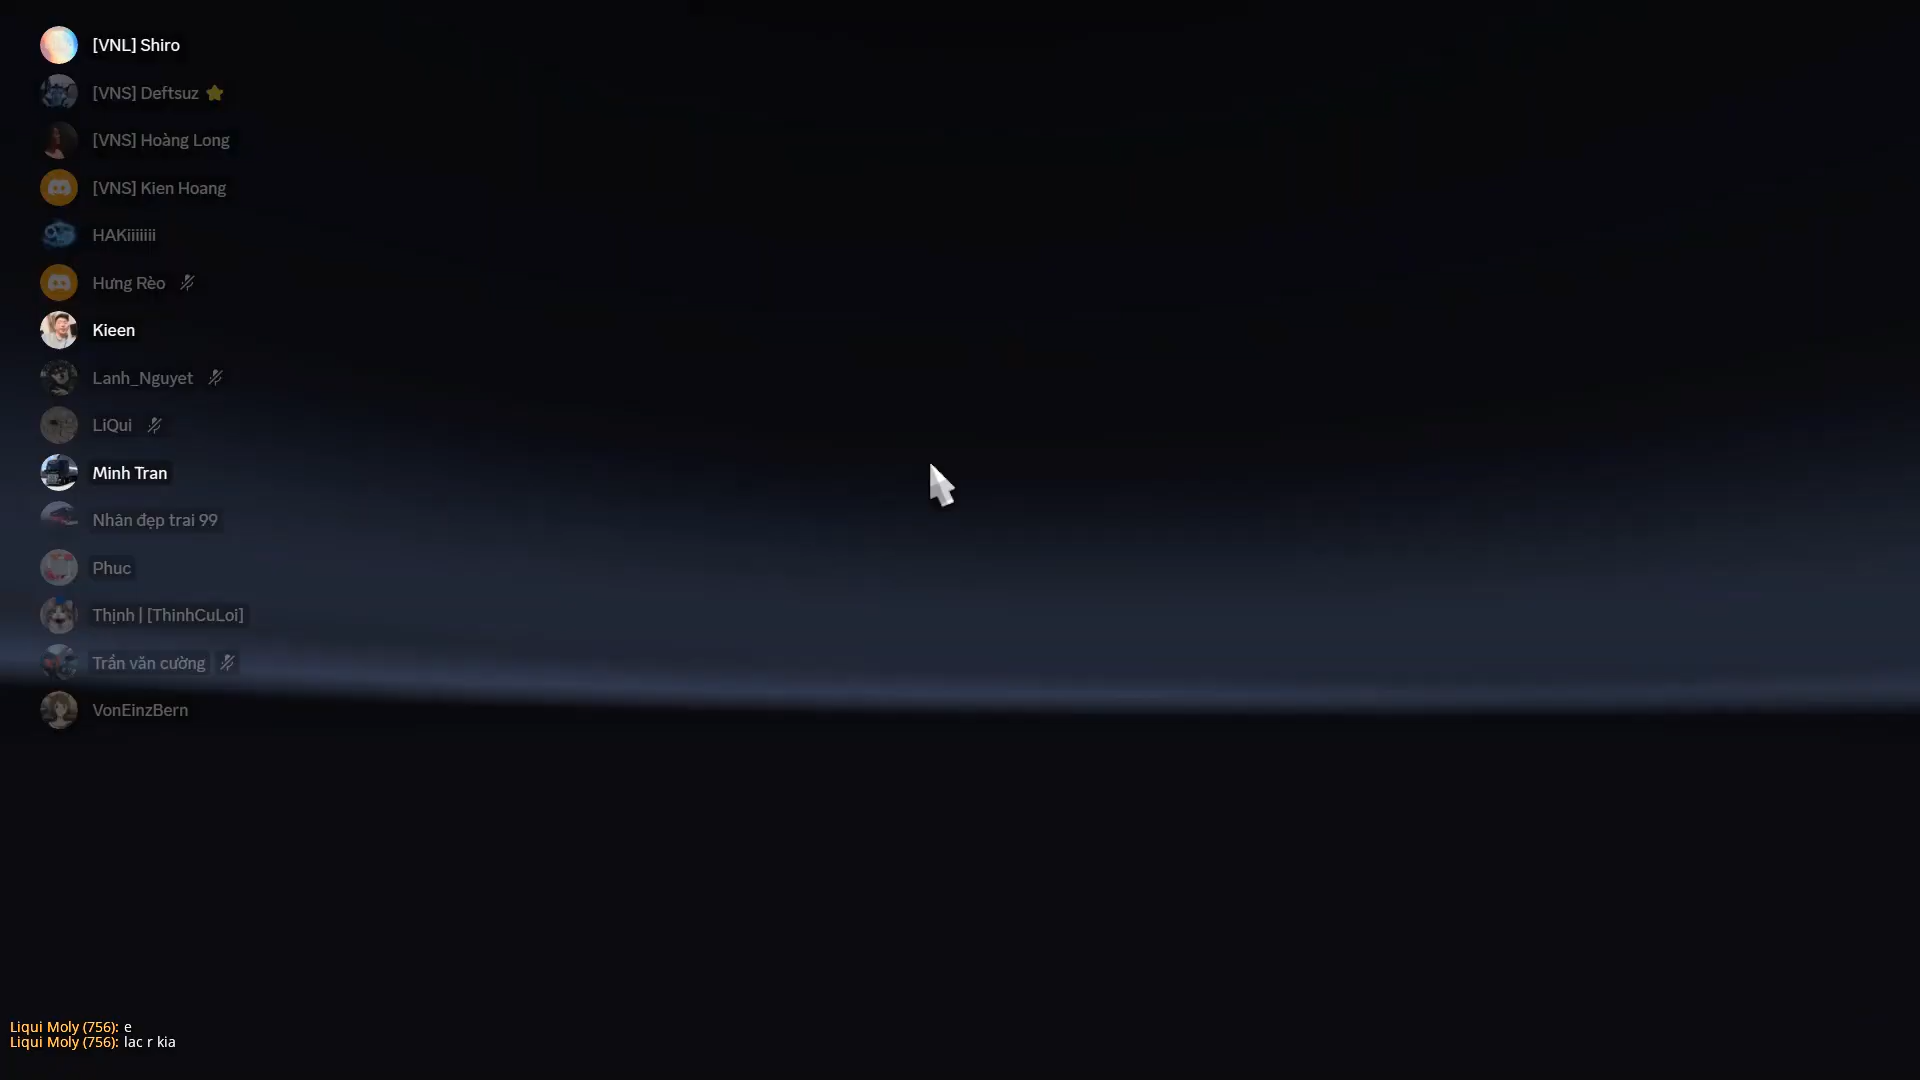 [VNL] Shiro
[VNS] Deftsuz
[VNS] Hoàng Long
[VNS] Kien Hoang
HAKiiiiiii
Hưng Rèo
Kieen
Lanh_Nguyet
LiQui
Minh Tran
Nhân đẹp trai 99
Phuc
Thịnh | [ThinhCuLoi]
Trần văn cường
VonEinzBern
Liqui Moly (756): e
Liqui Moly (756): lac r kia